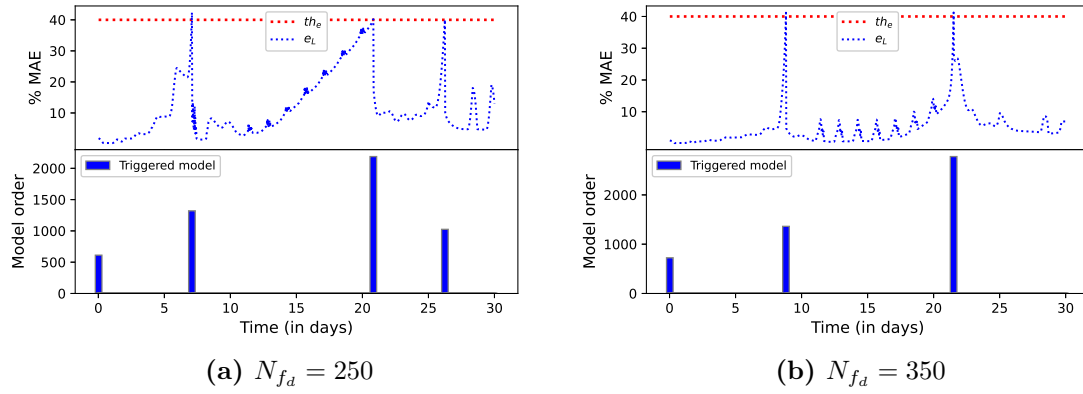 40
30
20
10
% MAE
th_e
e_L
2000
1500
1000
500
0
Model order
Triggered model
0 5 10 15 20 25 30
Time (in days)
(a) N_{f_d} = 250
40
30
20
10
% MAE
th_e
e_L
2000
1000
0
Model order
Triggered model
0 5 10 15 20 25 30
Time (in days)
(b) N_{f_d} = 350